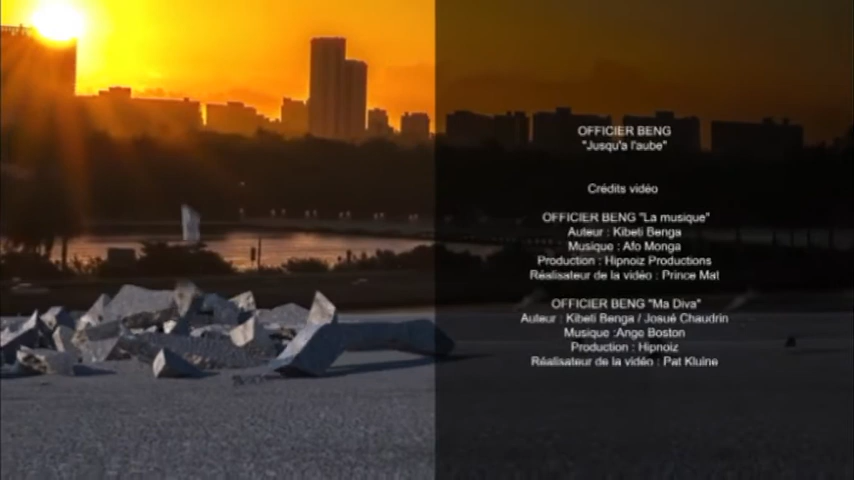 OFFICIER BENG
"Jusqu'a l'aube"
Crédits vidéo
OFFICIER BENG "La musique"
Auteur : Kibeti Benga
Musique : Afo Monga
Production : Hipnoiz Productions
Réalisateur de la vidéo : Prince Mat
OFFICIER BENG "Ma Diva"
Auteur : Kibeti Benga / Josué Chaudrin
Musique :Ange Boston
Production : Hipnoiz
Réalisateur de la vidéo : Pat Kluine